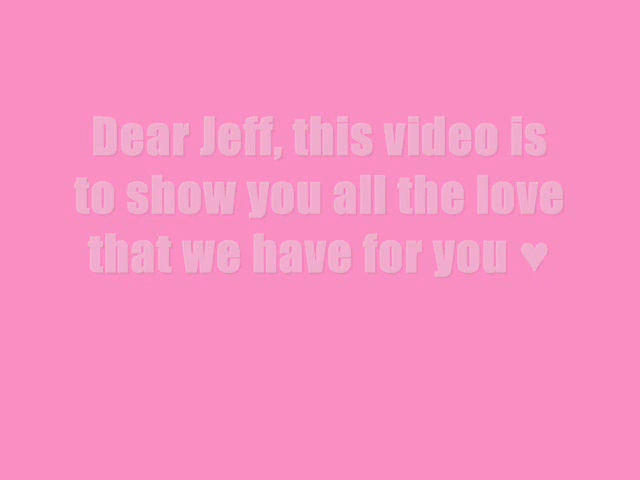 Dear Jeff, this video is
to show you all the love
that we have for you ♥